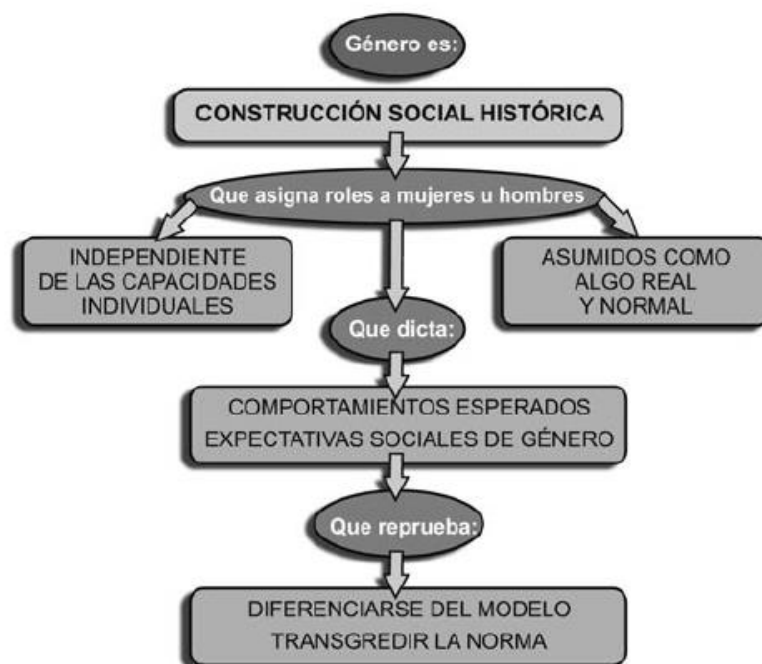 Género es:
CONSTRUCCIÓN SOCIAL HISTÓRICA
Que asigna roles a mujeres u hombres
INDEPENDIENTE
DE LAS CAPACIDADES
INDIVIDUALES
ASUMIDOS COMO
ALGO REAL
Y NORMAL
Que dicta:
COMPORTAMIENTOS ESPERADOS
EXPECTATIVAS SOCIALES DE GÉNERO
Que reprueba:
DIFERENCIARSE DEL MODELO
TRANSGREDIR LA NORMA